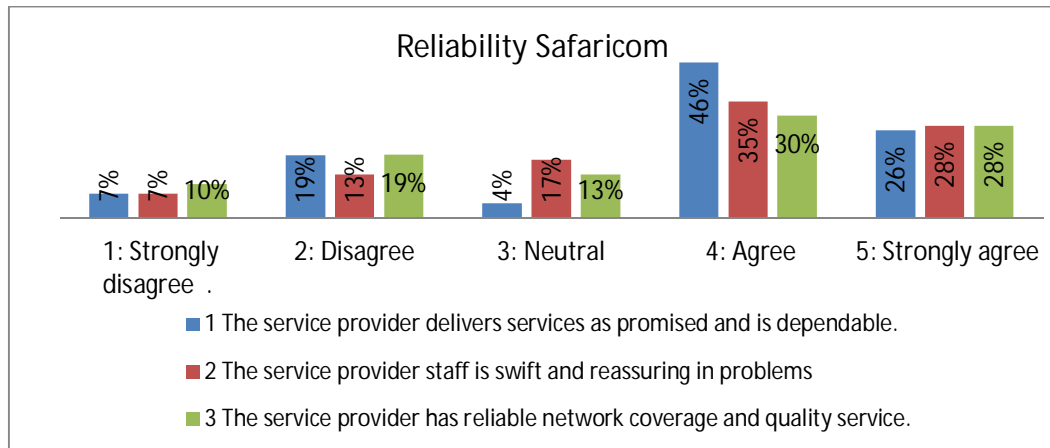 Reliability Safaricom
7% 7% 10%
19% 13% 19%
4% 17% 13%
46% 35% 30%
26% 28% 28%
1: Strongly
disagree .
2: Disagree
3: Neutral
4: Agree
5: Strongly agree
1 The service provider delivers services as promised and is dependable.
2 The service provider staff is swift and reassuring in problems
3 The service provider has reliable network coverage and quality service.